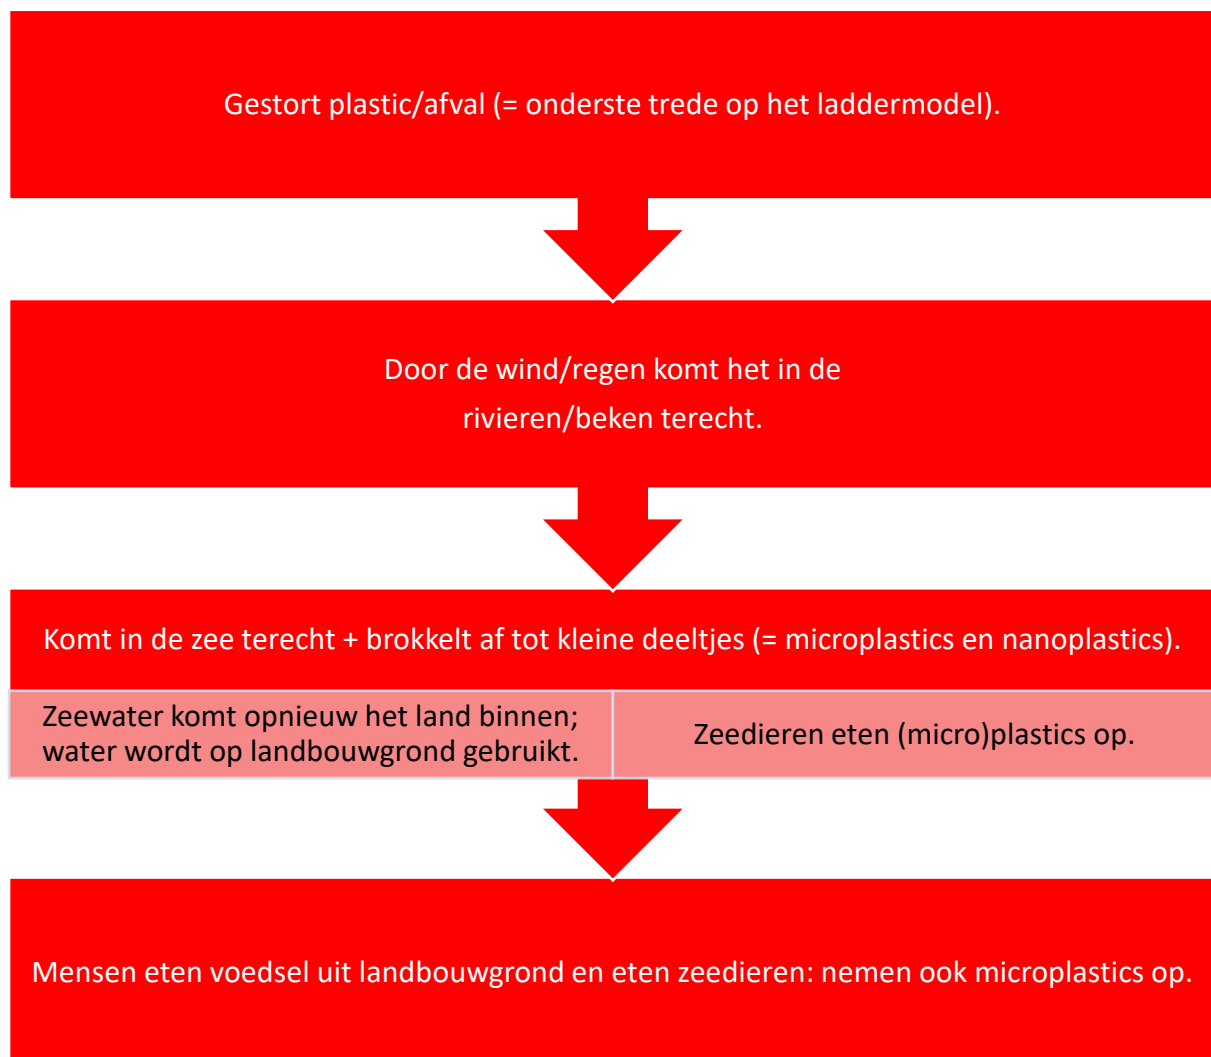 Gestort plastic/afval (= onderste trede op het laddermodel).
Door de wind/regen komt het in de
rivieren/beken terecht.
Komt in de zee terecht + brokkelt af tot kleine deeltjes (= microplastics en nanoplastics).
Zeewater komt opnieuw het land binnen;
water wordt op landbouwgrond gebruikt.
Zeedieren eten (micro)plastics op.
Mensen eten voedsel uit landbouwgrond en eten zeedieren: nemen ook microplastics op.